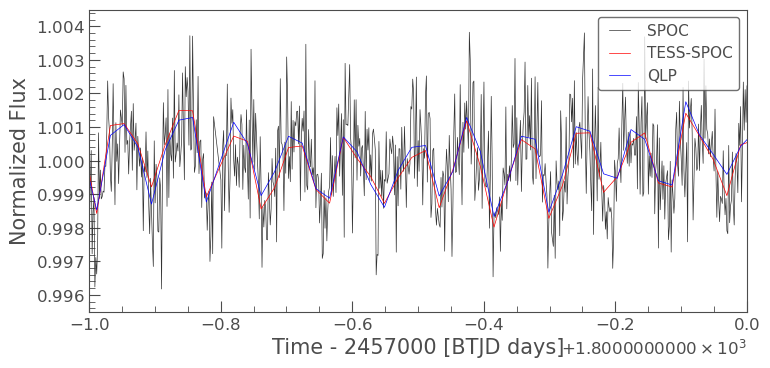 1.004
1.003
1.002
1.001
1.000
0.999
0.998
0.997
0.996
Normalized Flux
SPOC
TESS-SPOC
QLP
−1.0 −0.8 −0.6 −0.4 −0.2 0.0
Time - 2457000 [BTJD days]
+1.8000000000 × 10³